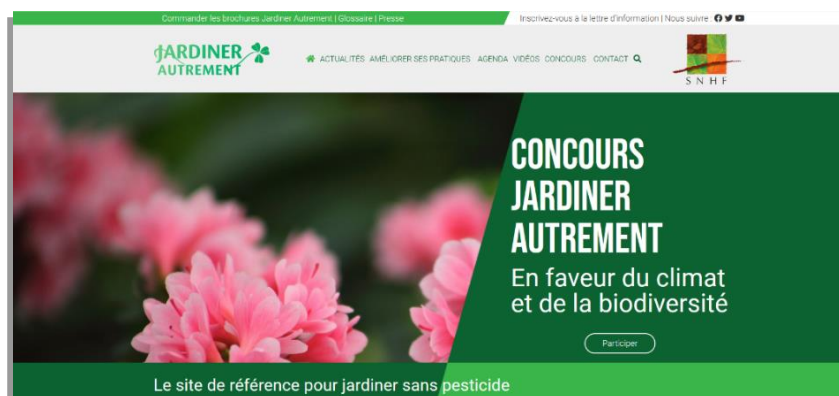 Commander les brochures Jardiner Autrement | Glossaire | Presse
Inscrivez-vous à la lettre d'information | Nous suivre :
JARDINER
AUTREMENT
ACTUALITÉS AMÉLIORER SES PRATIQUES AGENDA VIDÉOS CONCOURS CONTACT
SNHF
CONCOURS
JARDINER
AUTREMENT
En faveur du climat
et de la biodiversité
Participer
Le site de référence pour jardiner sans pesticide